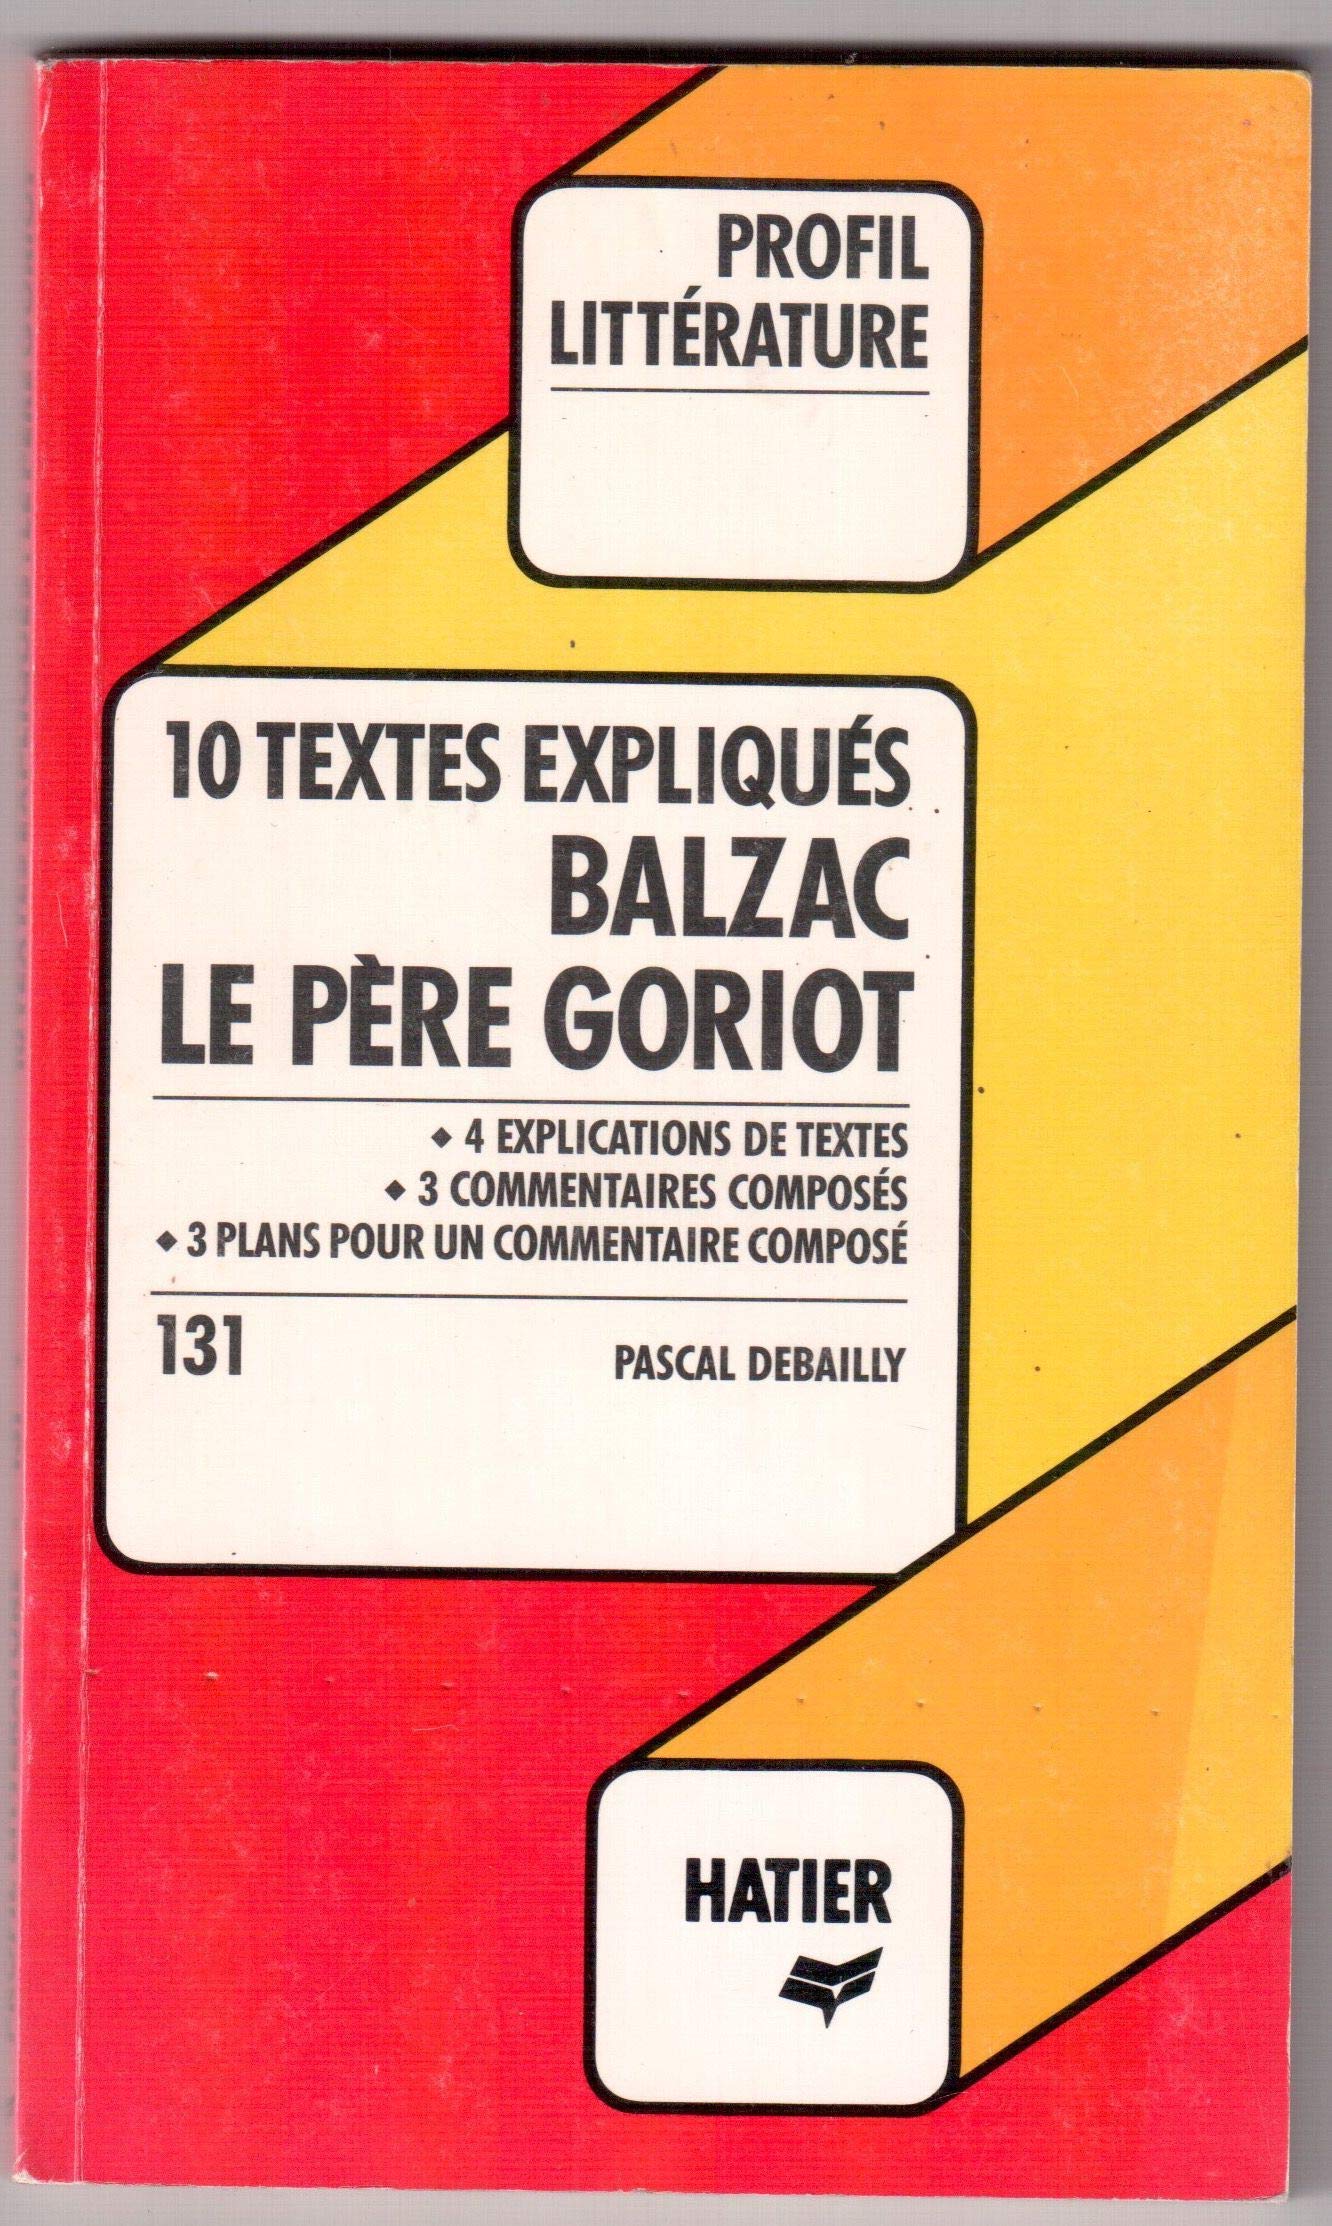 PROFIL
LITTÉRATURE
10 TEXTES EXPLIQUÉS
BALZAC
LE PÈRE GORIOT
◆ 4 EXPLICATIONS DE TEXTES
◆ 3 COMMENTAIRES COMPOSÉS
◆ 3 PLANS POUR UN COMMENTAIRE COMPOSÉ
131 PASCAL DEBAILLY
HATIER